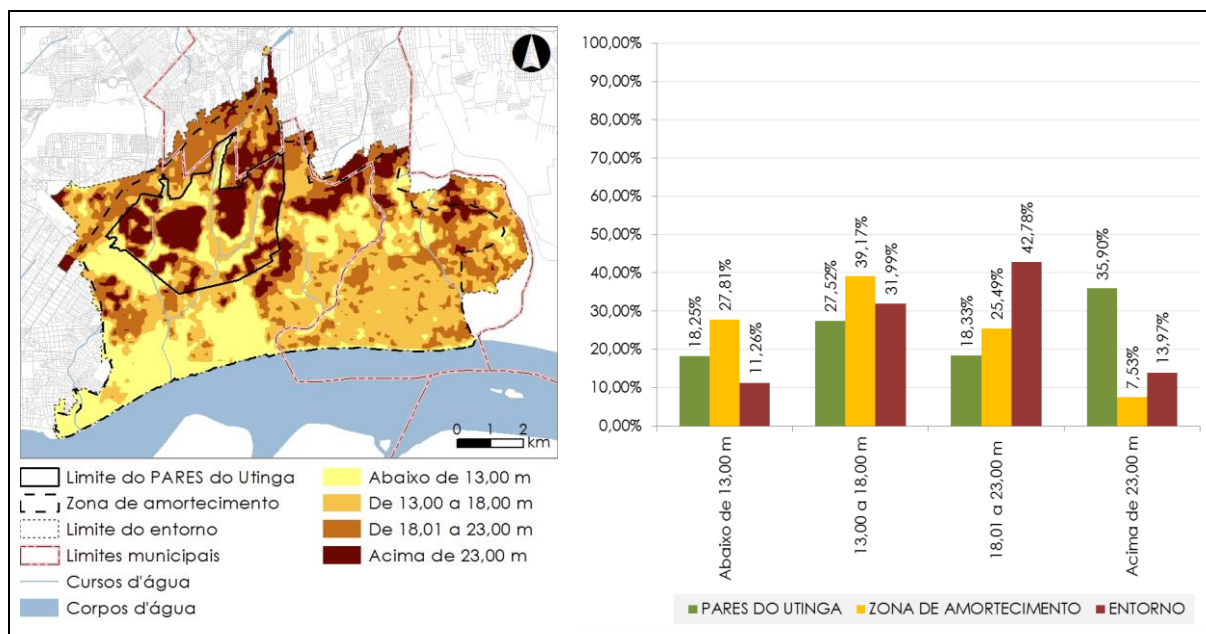 0 1 2
km
Limite do PARES do Utinga
Zona de amortecimento
Limite do entorno
Limites municipais
Cursos d'água
Corpos d'água
Abaixo de 13,00 m
De 13,00 a 18,00 m
De 18,01 a 23,00 m
Acima de 23,00 m
100,00%
90,00%
80,00%
70,00%
60,00%
50,00%
40,00%
30,00%
20,00%
10,00%
0,00%
18,25%
27,81%
11,26%
27,52%
39,17%
31,99%
18,33%
25,49%
42,78%
35,90%
7,53%
13,97%
Abaixo de 13,00 m
13,00 a 18,00 m
18,01 a 23,00 m
Acima de 23,00 m
PARES DO UTINGA
ZONA DE AMORTECIMENTO
ENTORNO